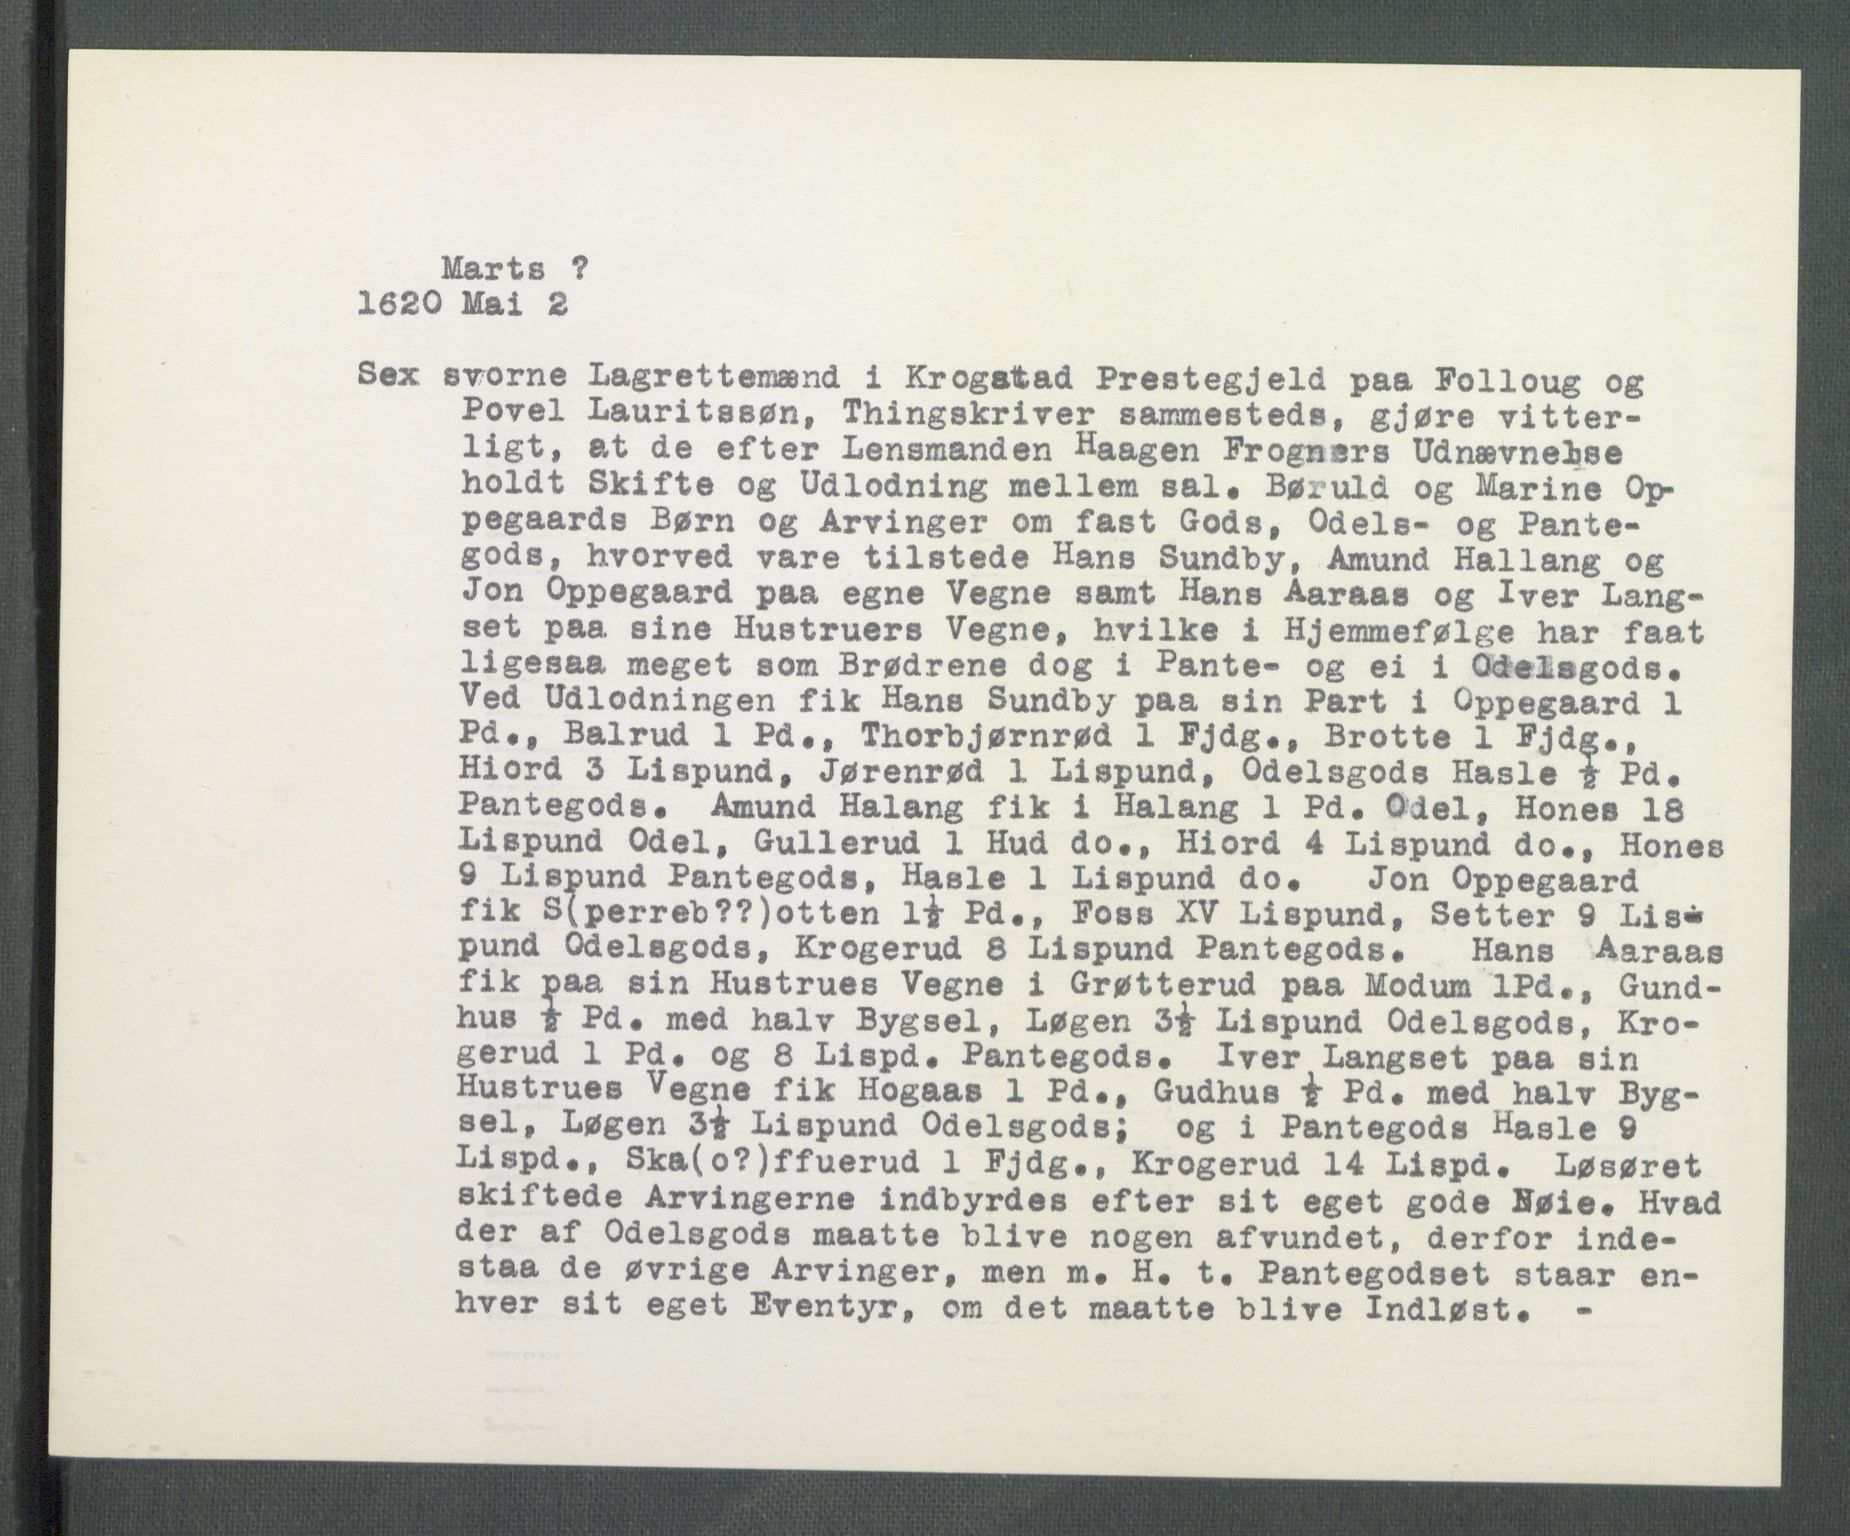 Marts ?
1620 Mai 2
Sex svorne Lagrettemænd i Krogstad Prestegjeld paa Folloug og
Povel Lauritssøn, Thingskriver sammesteds, gjøre vitter-
ligt, at de efter Lensmanden Haagen Frogners Udnævnelse
holdt Skifte og Udlodning mellem sal. Børuld og Marine Op-
pegaards Børn og Arvinger om fast Gods, Odels- og Pante-
gods, hvorved vare tilstede Hans Sundby, Amund Hallang og
Jon Oppegaard paa egne Vegne samt Hans Aaraas og Iver Lang-
set paa sine Hustruers Vegne, hvilke i Hjemmefølge har faat
ligesaa meget som Brødrene dog i Pante- og ei i Odelsgods.
Ved Udlodningen fik Hans Sundby paa sin Part i Oppegaard 1
Pd., Balrud 1 Pd., Thorbjørnrød 1 Fjdg., Brotte 1 Fjdg.,
Hiord 3 Lispund, Jørenrød 1 Lispund, Odelsgods Hasle ½ Pd.
Pantegods.  Amund Halang fik i Halang 1 Pd. Odel, Hones 18
Lispund Odel, Gullerud 1 Hud do., Hiord 4 Lispund do., Hones
9 Lispund Pantegods, Hasle 1 Lispund do.   Jon Oppegaard
fik S(perreb??)otten 1½ Pd., Foss XV Lispund, Setter 9 Lis-
pund Odelsgods, Krogerud 8 Lispund Pantegods.   Hans  Aaraas
fik paa sin Hustrues Vegne i Grøtterud paa Modum 1Pd., Gund-
hus ½ Pd. med halv Bygsel, Løgen 3½ Lispund Odelsgods, Kro-
gerud 1 Pd. og 8 Lispd. Pantegods.  Iver Langset paa sin
Hustrues Vegne fik Hogaas 1 Pd., Gudhus ½ Pd. med halv Byg-
sel, Løgen 3½ Lispund Odelsgods;  og i Pantegods Hasle 9
Lispd., Ska(o?)ffuerud 1 Fjdg., Krogerud 14 Lispd.  Løsøret
skiftede Arvingerne indbyrdes efter sit eget gode Nøie. Hvad
der af Odelsgods maatte blive nogen afvundet, derfor inde-
staa de øvrige Arvinger, men m. H. t. Pantegodset staar en-
hver sit eget Eventyr, om det maatte blive Indløst.  -